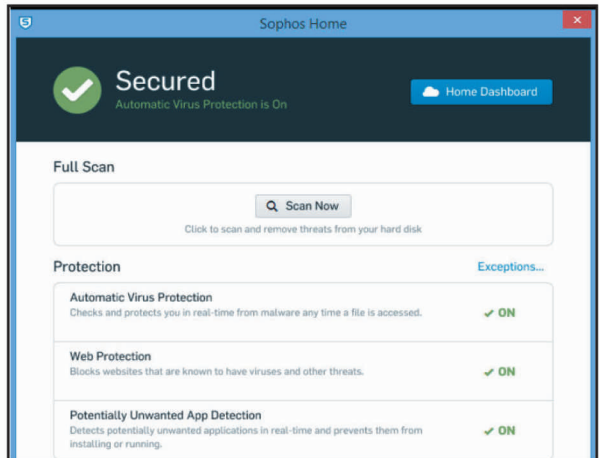 Sophos Home
Secured
Automatic Virus Protection is On
Home Dashboard
Full Scan
Scan Now
Click to scan and remove threats from your hard disk
Protection
Exceptions...
Automatic Virus Protection
Checks and protects you in real-time from malware any time a file is accessed.
ON
Web Protection
Blocks websites that are known to have viruses and other threats.
ON
Potentially Unwanted App Detection
Detects potentially unwanted applications in real-time and prevents them from
installing or running.
ON